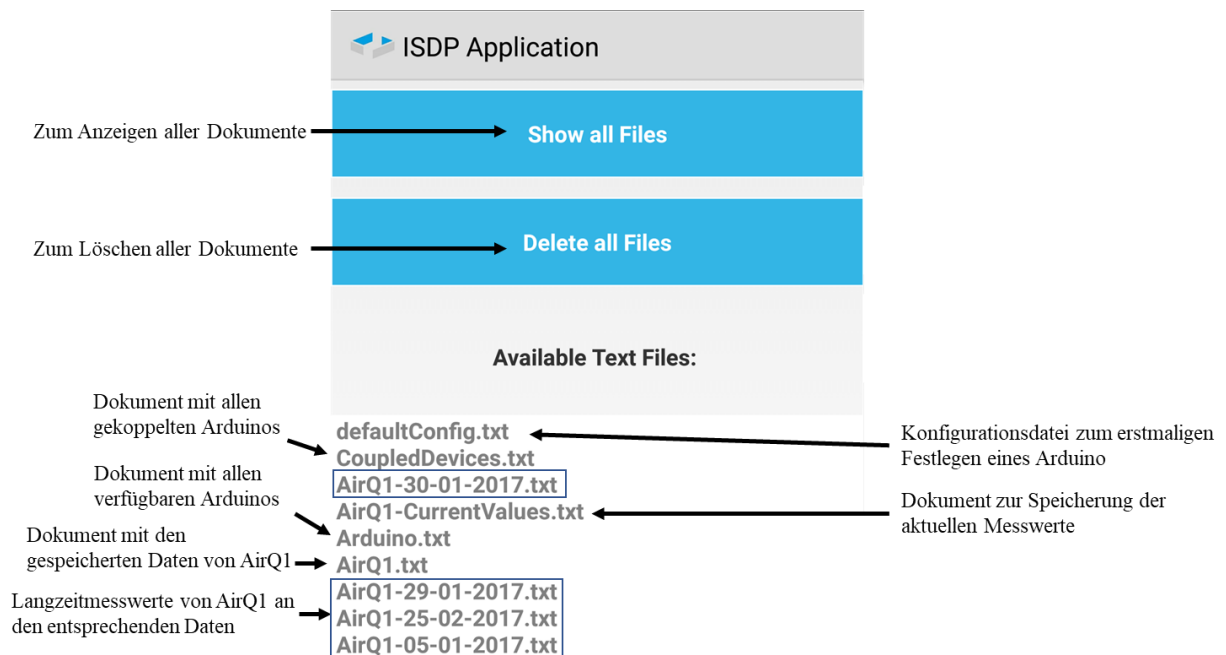 ISDP Application
Zum Anzeigen aller Dokumente
Show all Files
Zum Löschen aller Dokumente
Delete all Files
Available Text Files:
Dokument mit allen
gekoppelten Arduinos
Dokument mit allen
verfügbaren Arduinos
Dokument mit den
gespeicherten Daten von AirQ1
Langzeitmesswerte von AirQ1 an
den entsprechenden Daten
defaultConfig.txt
CoupledDevices.txt
AirQ1-30-01-2017.txt
AirQ1-CurrentValues.txt
Arduino.txt
AirQ1.txt
AirQ1-29-01-2017.txt
AirQ1-25-02-2017.txt
AirQ1-05-01-2017.txt
Konfigurationsdatei zum erstmaligen
Festlegen eines Arduino
Dokument zur Speicherung der
aktuellen Messwerte